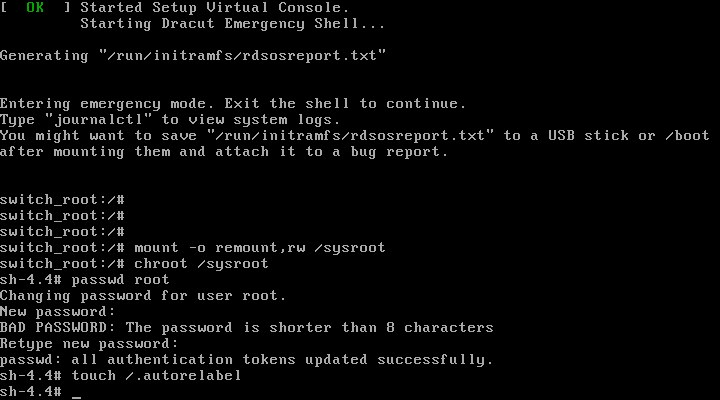 [  OK  ] Started Setup Virtual Console.
         Starting Dracut Emergency Shell...
Generating "/run/initramfs/rdsosreport.txt"
Entering emergency mode. Exit the shell to continue.
Type "journalctl" to view system logs.
You might want to save "/run/initramfs/rdsosreport.txt" to a USB stick or /boot
after mounting them and attach it to a bug report.
switch_root:/#
switch_root:/#
switch_root:/#
switch_root:/# mount -o remount,rw /sysroot
switch_root:/# chroot /sysroot
sh-4.4# passwd root
Changing password for user root.
New password:
BAD PASSWORD: The password is shorter than 8 characters
Retype new password:
passwd: all authentication tokens updated successfully.
sh-4.4# touch /.autorelabel
sh-4.4# _